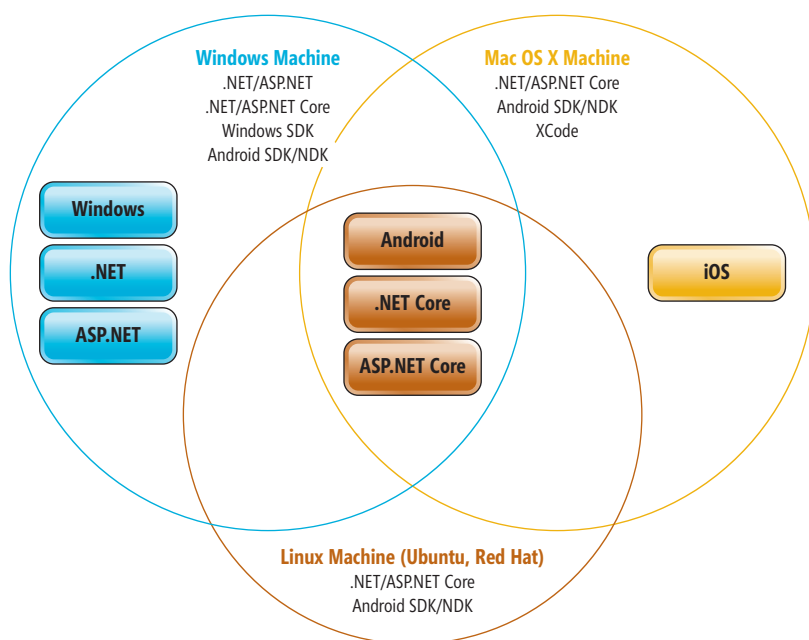 Windows Machine
.NET/ASP.NET
.NET/ASP.NET Core
Windows SDK
Android SDK/NDK
Mac OS X Machine
.NET/ASP.NET Core
Android SDK/NDK
XCode
Windows
.NET
ASP.NET
Android
.NET Core
ASP.NET Core
iOS
Linux Machine (Ubuntu, Red Hat)
.NET/ASP.NET Core
Android SDK/NDK